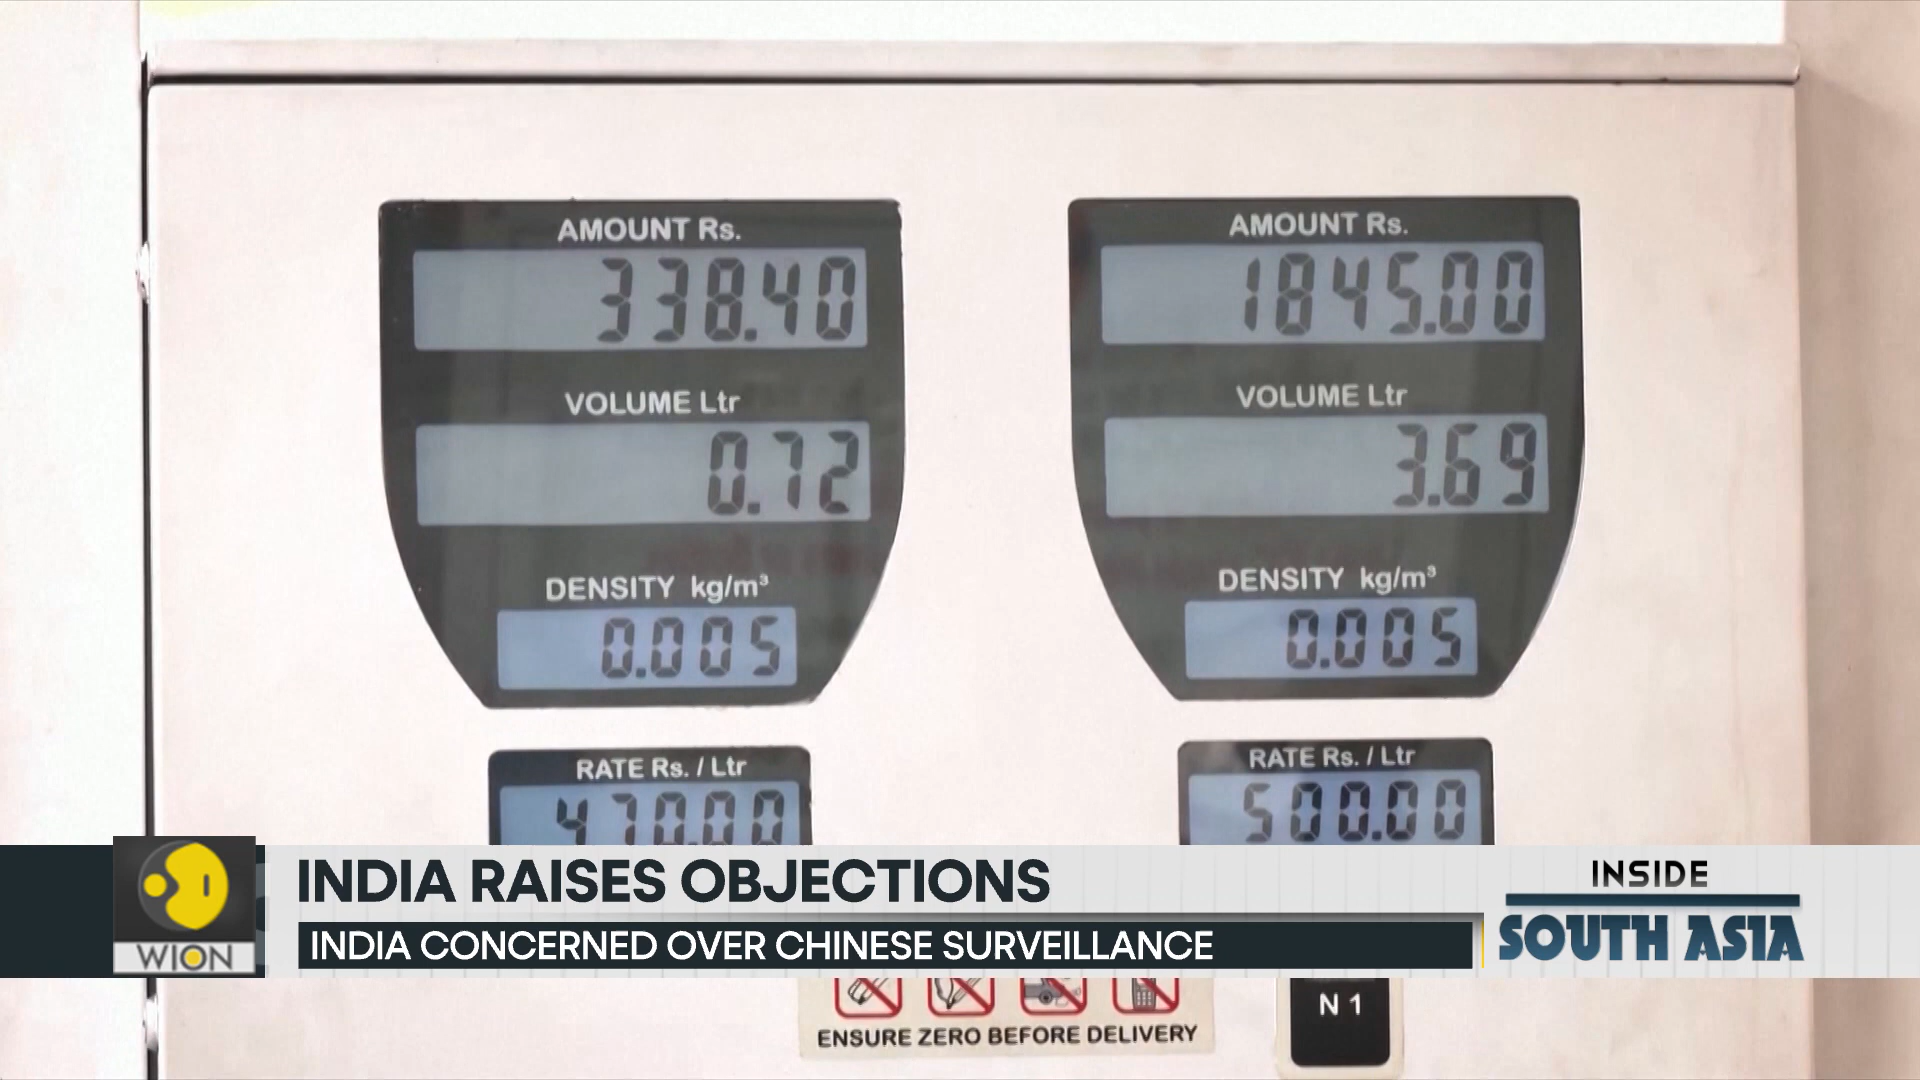 AMOUNT Rs.
338.40
VOLUME Ltr
0.72
DENSITY kg/m³
0.005
RATE Rs. / Ltr
470.00
AMOUNT Rs.
1845.00
VOLUME Ltr
3.69
DENSITY kg/m³
0.005
RATE Rs. / Ltr
500.00
WION
INDIA RAISES OBJECTIONS
INDIA CONCERNED OVER CHINESE SURVEILLANCE
INSIDE
SOUTH ASIA
ENSURE ZERO BEFORE DELIVERY
N 1